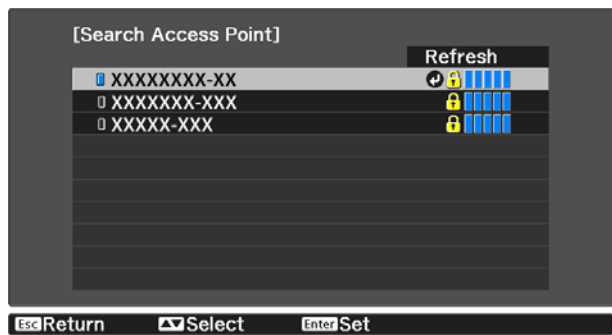 [Search Access Point]
Refresh
XXXXXXXX-XX
XXXXXXX-XXX
XXXXX-XXX
Esc Return Select Enter Set